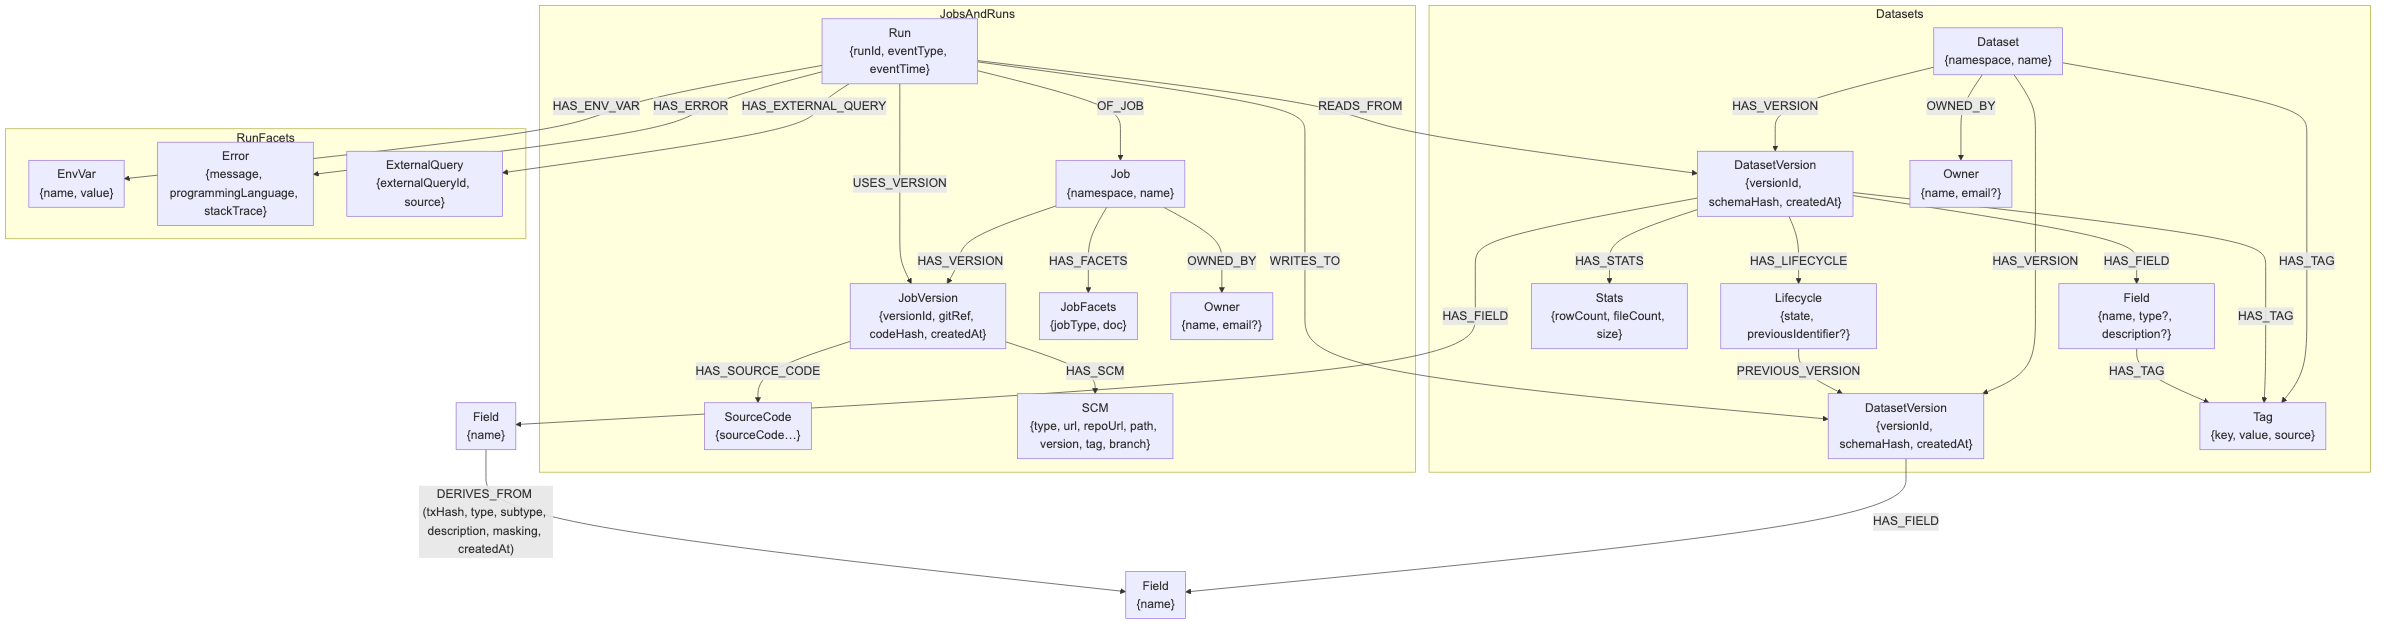 JobsAndRuns
Datasets
Run
{runId, eventType,
eventTime}
Dataset
{namespace, name}
HAS_ENV_VAR
HAS_ERROR
HAS_EXTERNAL_QUERY
OF_JOB
READS_FROM
HAS_VERSION
OWNED_BY
RunFacets
EnvVar
{name, value}
Error
{message,
programmingLanguage,
stackTrace}
ExternalQuery
{externalQueryId,
source}
USES_VERSION
Job
{namespace, name}
DatasetVersion
{versionId,
schemaHash, createdAt}
Owner
{name, email?}
HAS_VERSION
HAS_FACETS
OWNED_BY
WRITES_TO
HAS_STATS
HAS_LIFECYCLE
HAS_VERSION
HAS_FIELD
HAS_TAG
JobVersion
{versionId, gitRef,
codeHash, createdAt}
JobFacets
{jobType, doc}
Owner
{name, email?}
HAS_FIELD
Stats
{rowCount, fileCount,
size}
Lifecycle
{state,
previousIdentifier?}
Field
{name, type?,
description?}
HAS_TAG
HAS_SOURCE_CODE
HAS_SCM
PREVIOUS_VERSION
HAS_TAG
Field
{name}
SourceCode
{sourceCode…}
SCM
{type, url, repoUrl, path,
version, tag, branch}
DatasetVersion
{versionId,
schemaHash, createdAt}
Tag
{key, value, source}
DERIVES_FROM
(txHash, type, subtype,
description, masking,
createdAt)
HAS_FIELD
Field
{name}